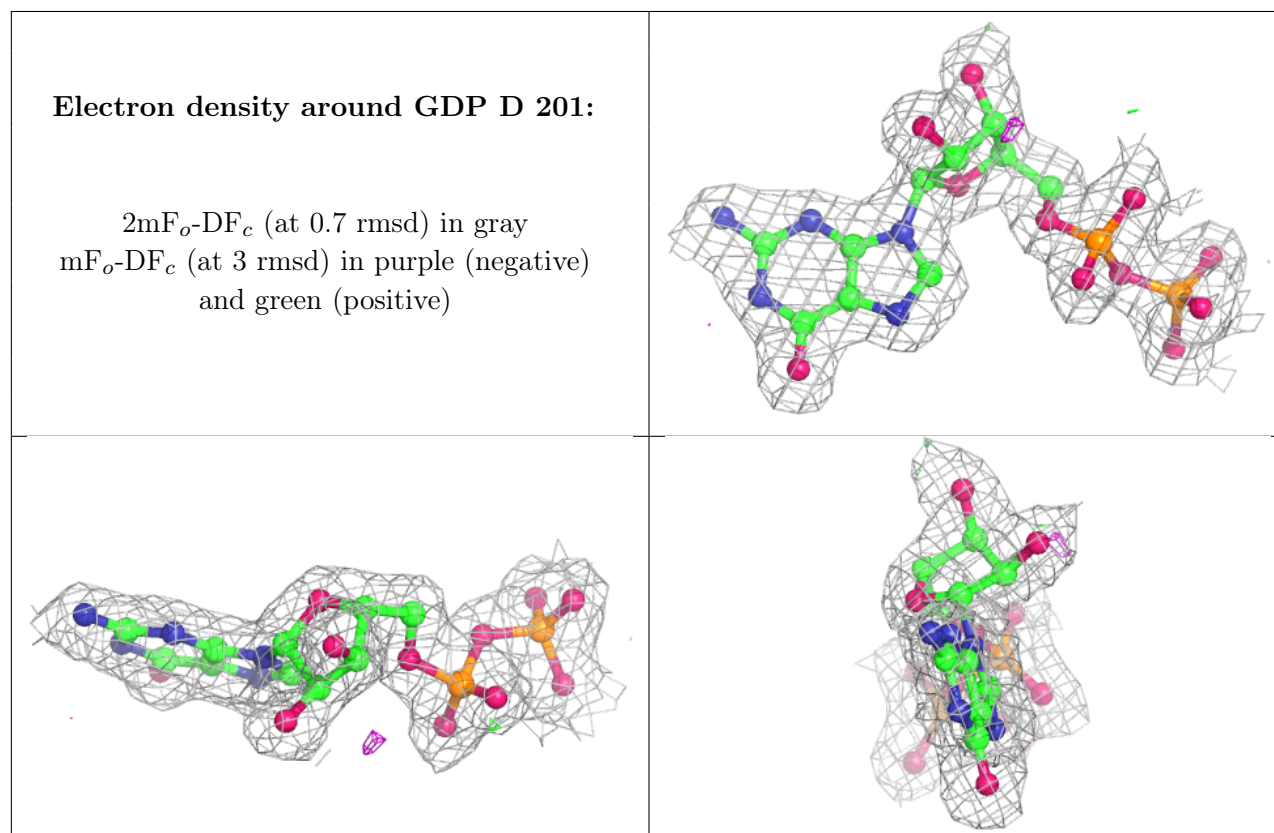 Electron density around GDP D 201:
2mFo-DFc (at 0.7 rmsd) in gray
mFo-DFc (at 3 rmsd) in purple (negative)
and green (positive)